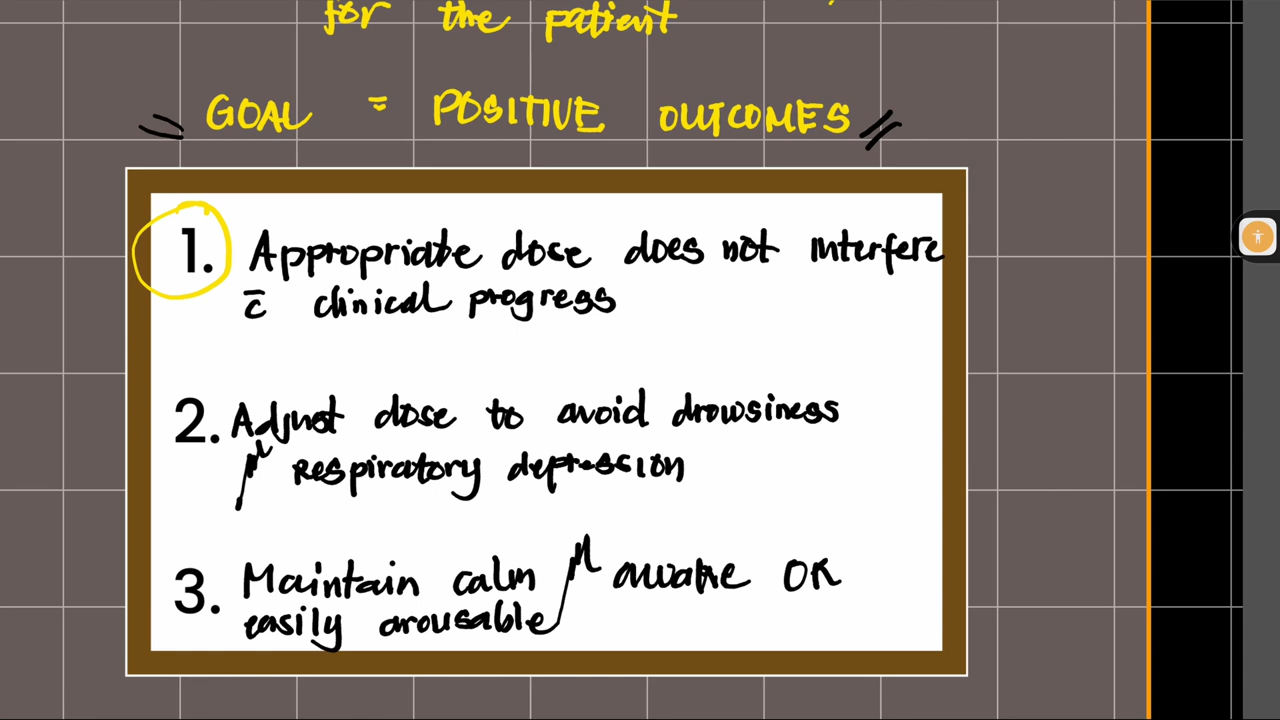 for the patient
GOAL = POSITIVE OUTCOMES
1. Appropriate dose does not interfere
c̄ clinical progress
2. Adjust dose to avoid drowsiness
respiratory depression
3. Maintain calm awake OR
easily arousable